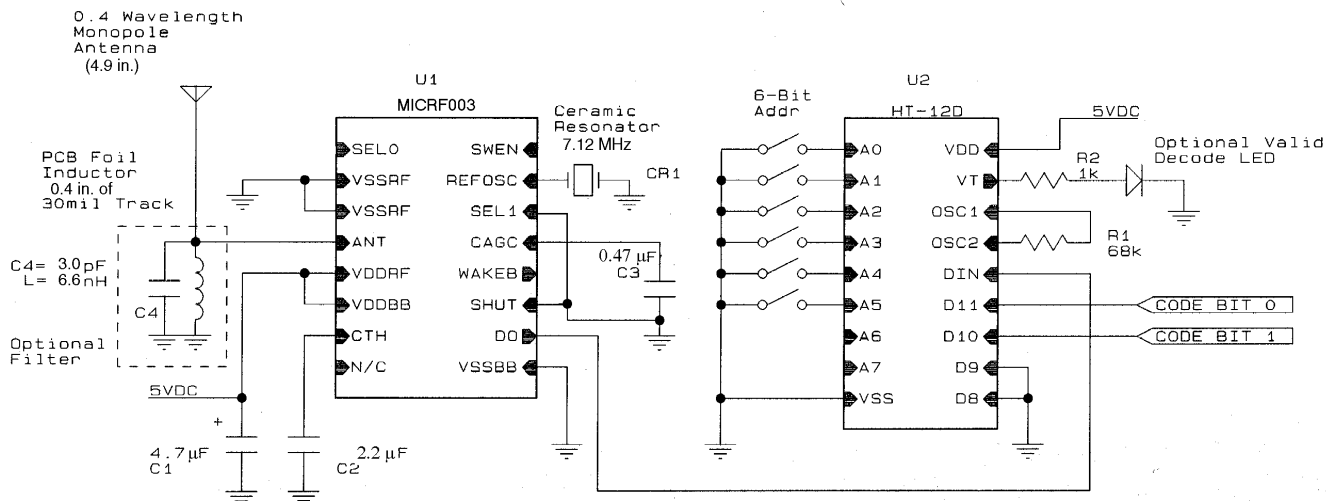 0.4 Wavelength
Monopole
Antenna
(4.9 in.)
PCB Foil
Inductor
0.4 in. of
30mil Track
C4= 3.0pF
L= 6.6nH
C4
Optional
Filter
5VDC
+
4.7µF
C1
2.2 µF
C2
U1
MICRF003
SEL0
VSSRF
VSSRF
ANT
VDDRF
VDDBB
CTH
N/C
SWEN
REFOSC
SEL1
CAGC
WAKEB
SHUT
DO
VSSBB
Ceramic
Resonator
7.12 MHz
CR1
0.47 µF
C3
6-Bit
Addr
U2
HT-12D
A0
A1
A2
A3
A4
A5
A6
A7
VSS
VDD
VT
OSC1
OSC2
DIN
D11
D10
D9
D8
5VDC
R2
1k
Optional Valid
Decode LED
R1
68k
CODE BIT 0
CODE BIT 1